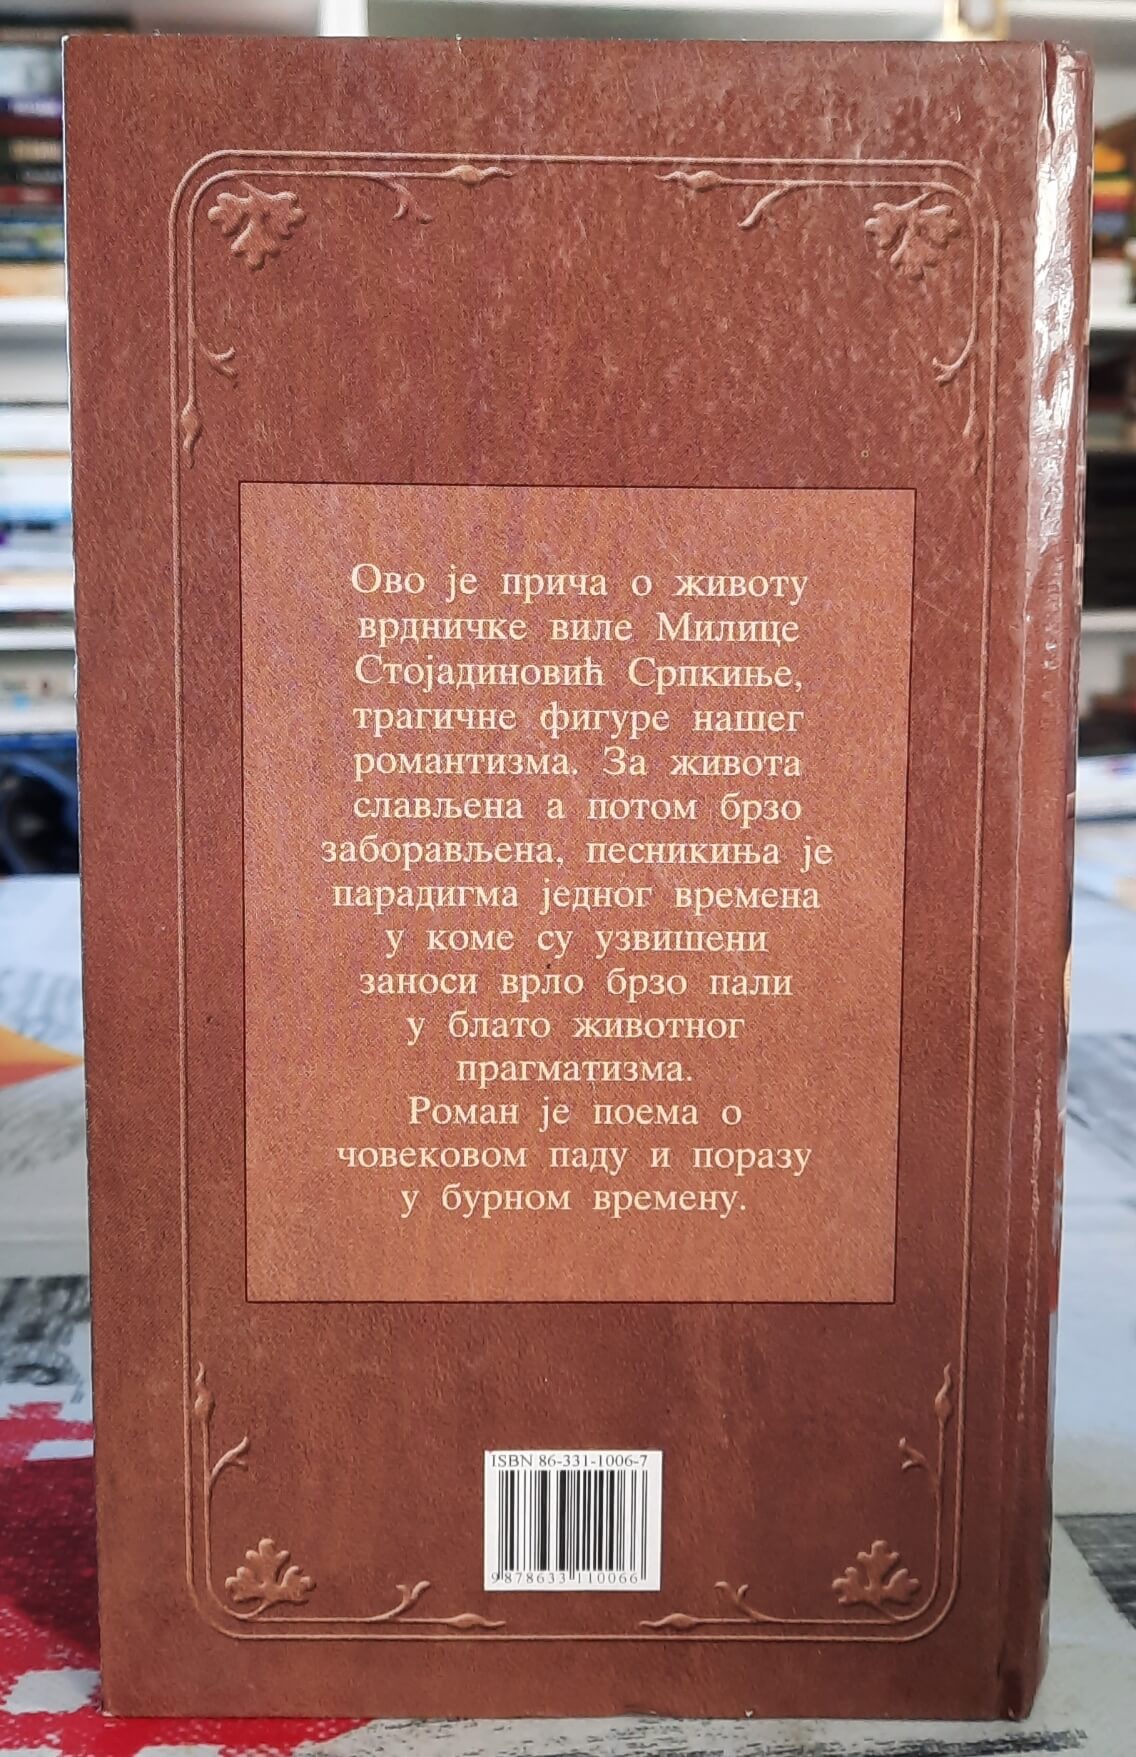 Ово је прича о животу
врдничке виле Милице
Стојадиновић Српкиње,
трагичне фигуре нашег
романтизма. За живота
слављена а потом брзо
заборављена, песникиња је
парадигма једног времена
у коме су узвишени
заноси врло брзо пали
у блато животног
прагматизма.
Роман је поема о
човековом паду и поразу
у бурном времену.
ISBN 86-331-1006-7
9788633110066